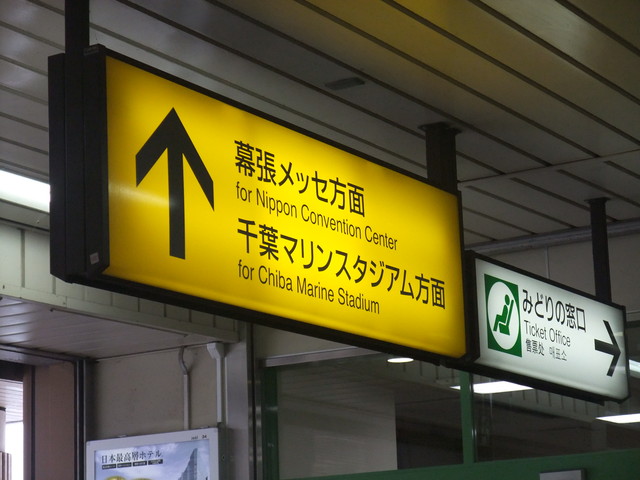 幕張メッセ方面
for Nippon Convention Center
千葉マリンスタジアム方面
for Chiba Marine Stadium
みどりの窓口
Ticket Office
售票处 매표소
日本最高層ホテル